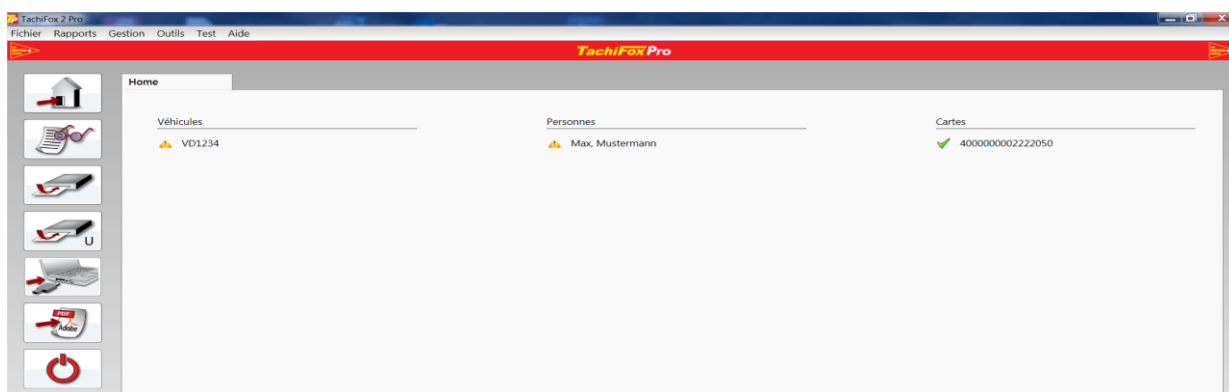 TachiFox 2 Pro
Fichier Rapports Gestion Outils Test Aide
TachiFox Pro
Home
Véhicules Personnes Cartes
VD1234 Max, Mustermann 4000000002222050
U
PDF
Adobe